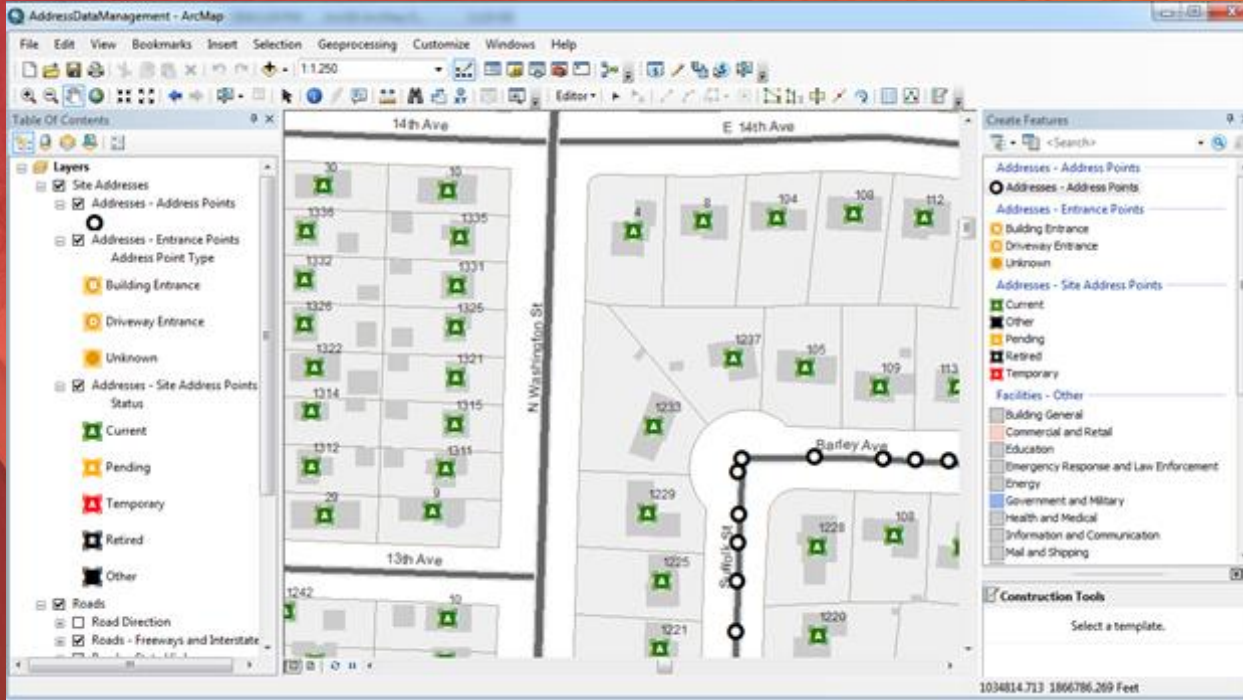 AddressDataManagement - ArcMap
File Edit View Bookmarks Insert Selection Geoprocessing Customize Windows Help
1:1,250
Editor
Table Of Contents
Layers
Site Addresses
Addresses - Address Points
Addresses - Entrance Points
Address Point Type
Building Entrance
Driveway Entrance
Unknown
Addresses - Site Address Points
Status
Current
Pending
Temporary
Retired
Other
Roads
Road Direction
Roads - Freeways and Interstate
14th Ave E 14th Ave
30 10
1336 1335
1332 1331
1326 1325
1322 1321
1314 1315
1312 1311
29 9
13th Ave
1242 10
N Washington St
4 8 104 108 112
1237 105 109 113
1233
Barley Ave
1229 1228 108
Suffolk St
1225
1221 1220
Create Features
<Search>
Addresses - Address Points
Addresses - Address Points
Addresses - Entrance Points
Building Entrance
Driveway Entrance
Unknown
Addresses - Site Address Points
Current
Other
Pending
Retired
Temporary
Facilities - Other
Building General
Commercial and Retail
Education
Emergency Response and Law Enforcement
Energy
Government and Military
Health and Medical
Information and Communication
Mail and Shipping
Construction Tools
Select a template.
1034814.713 1866786.269 Feet